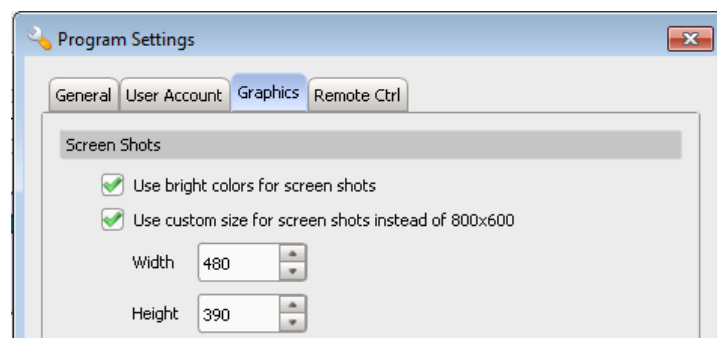 Program Settings
General User Account Graphics Remote Ctrl
Screen Shots
Use bright colors for screen shots
Use custom size for screen shots instead of 800x600
Width 480
Height 390